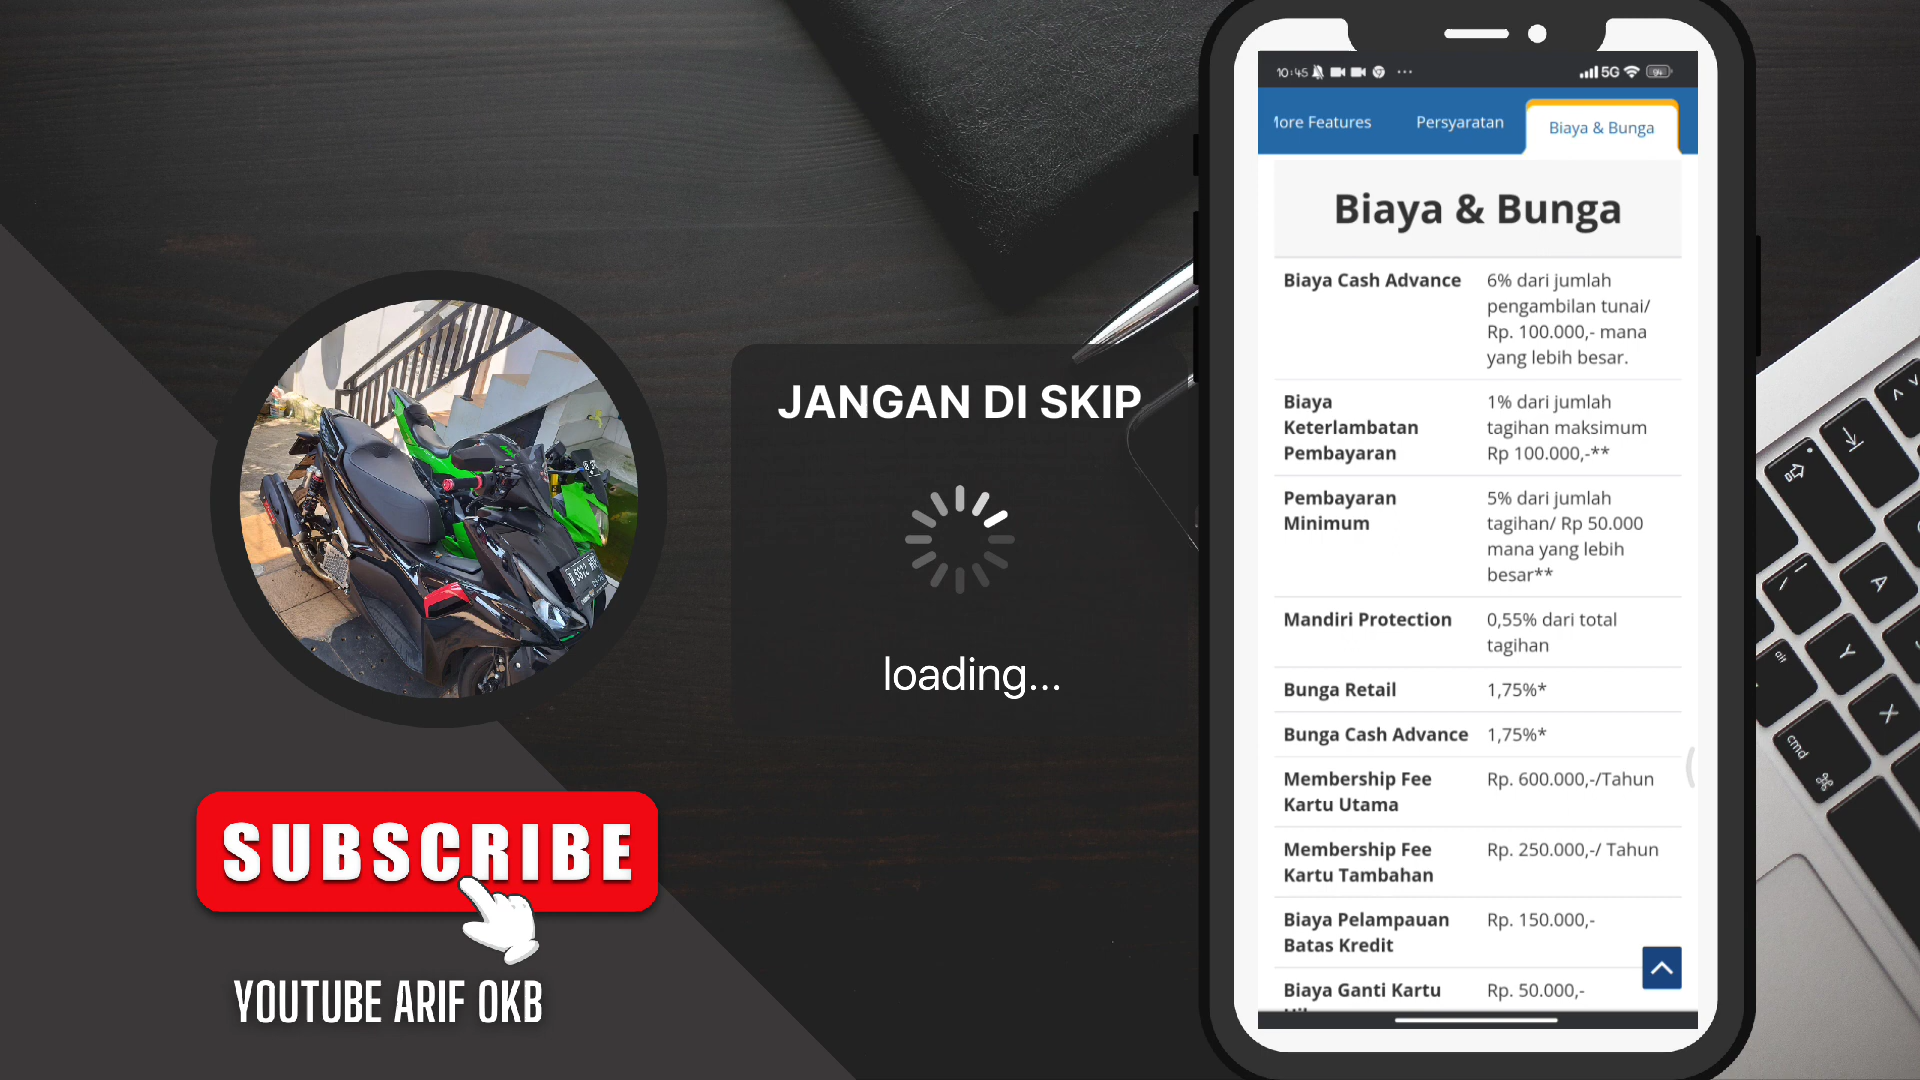 JANGAN DI SKIP
loading...
SUBSCRIBE
YOUTUBE ARIF OKB
10:45
5G
94
More Features
Persyaratan
Biaya & Bunga
Biaya & Bunga
Biaya Cash Advance
6% dari jumlah
pengambilan tunai/
Rp. 100.000,- mana
yang lebih besar.
Biaya
Keterlambatan
Pembayaran
1% dari jumlah
tagihan maksimum
Rp 100.000,-**
Pembayaran
Minimum
5% dari jumlah
tagihan/ Rp 50.000
mana yang lebih
besar**
Mandiri Protection
0,55% dari total
tagihan
Bunga Retail
1,75%*
Bunga Cash Advance
1,75%*
Membership Fee
Kartu Utama
Rp. 600.000,-/Tahun
Membership Fee
Kartu Tambahan
Rp. 250.000,-/ Tahun
Biaya Pelampauan
Batas Kredit
Rp. 150.000,-
Biaya Ganti Kartu
Rp. 50.000,-
A
Y
X
alt
cmd